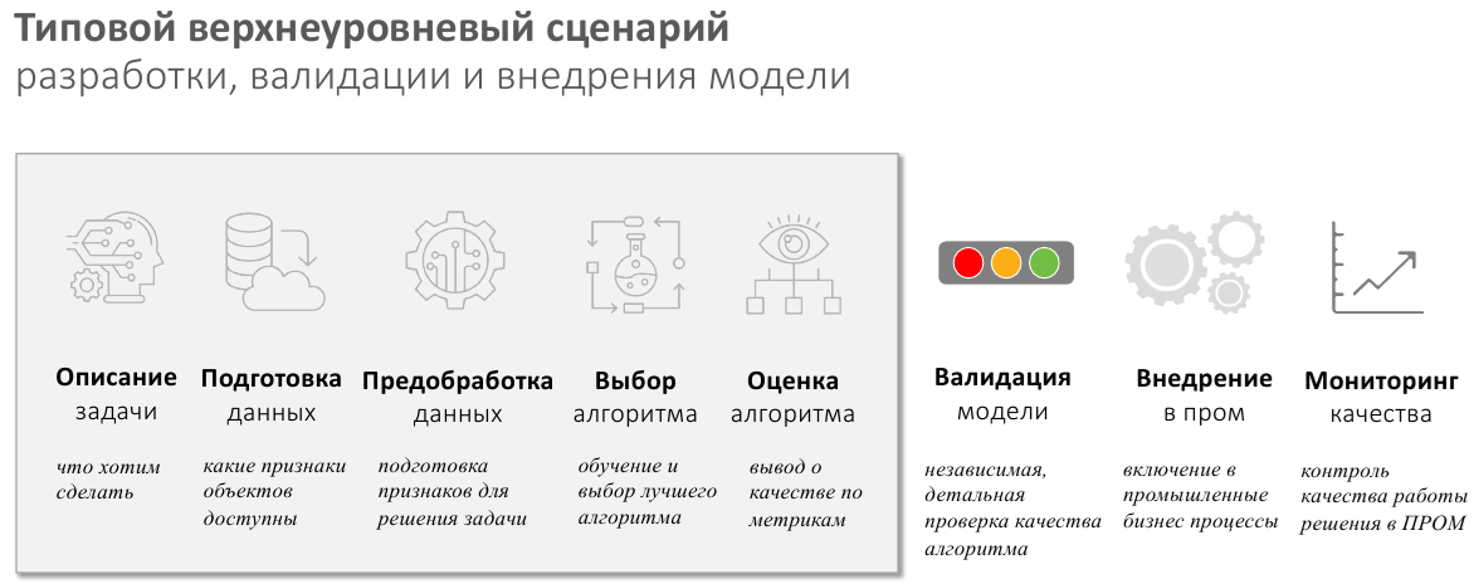 Типовой верхнеуровневый сценарий
разработки, валидации и внедрения модели
Описание
задачи
что хотим
сделать
Подготовка
данных
какие признаки
объектов
доступны
Предобработка
данных
подготовка
признаков для
решения задачи
Выбор
алгоритма
обучение и
выбор лучшего
алгоритма
Оценка
алгоритма
вывод о
качестве по
метрикам
Валидация
модели
независимая,
детальная
проверка качества
алгоритма
Внедрение
в пром
включение в
промышленные
бизнес процессы
Мониторинг
качества
контроль
качества работы
решения в ПРОМ